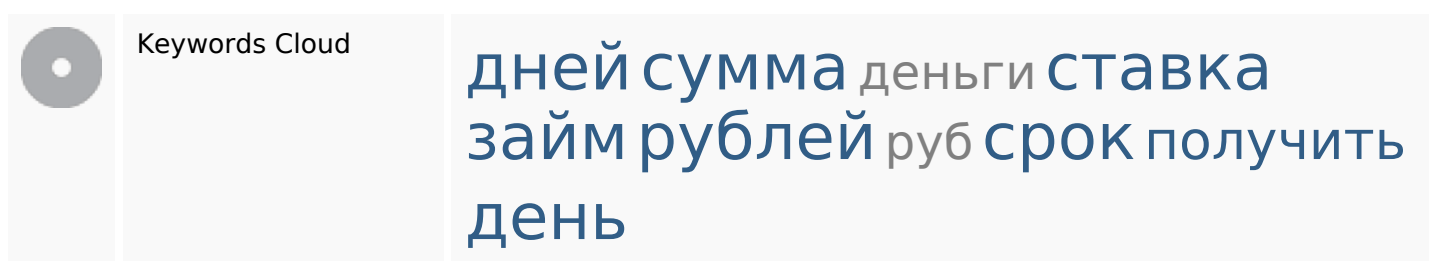 Keywords Cloud
дней сумма деньги ставка
займ рублей руб срок получить
день